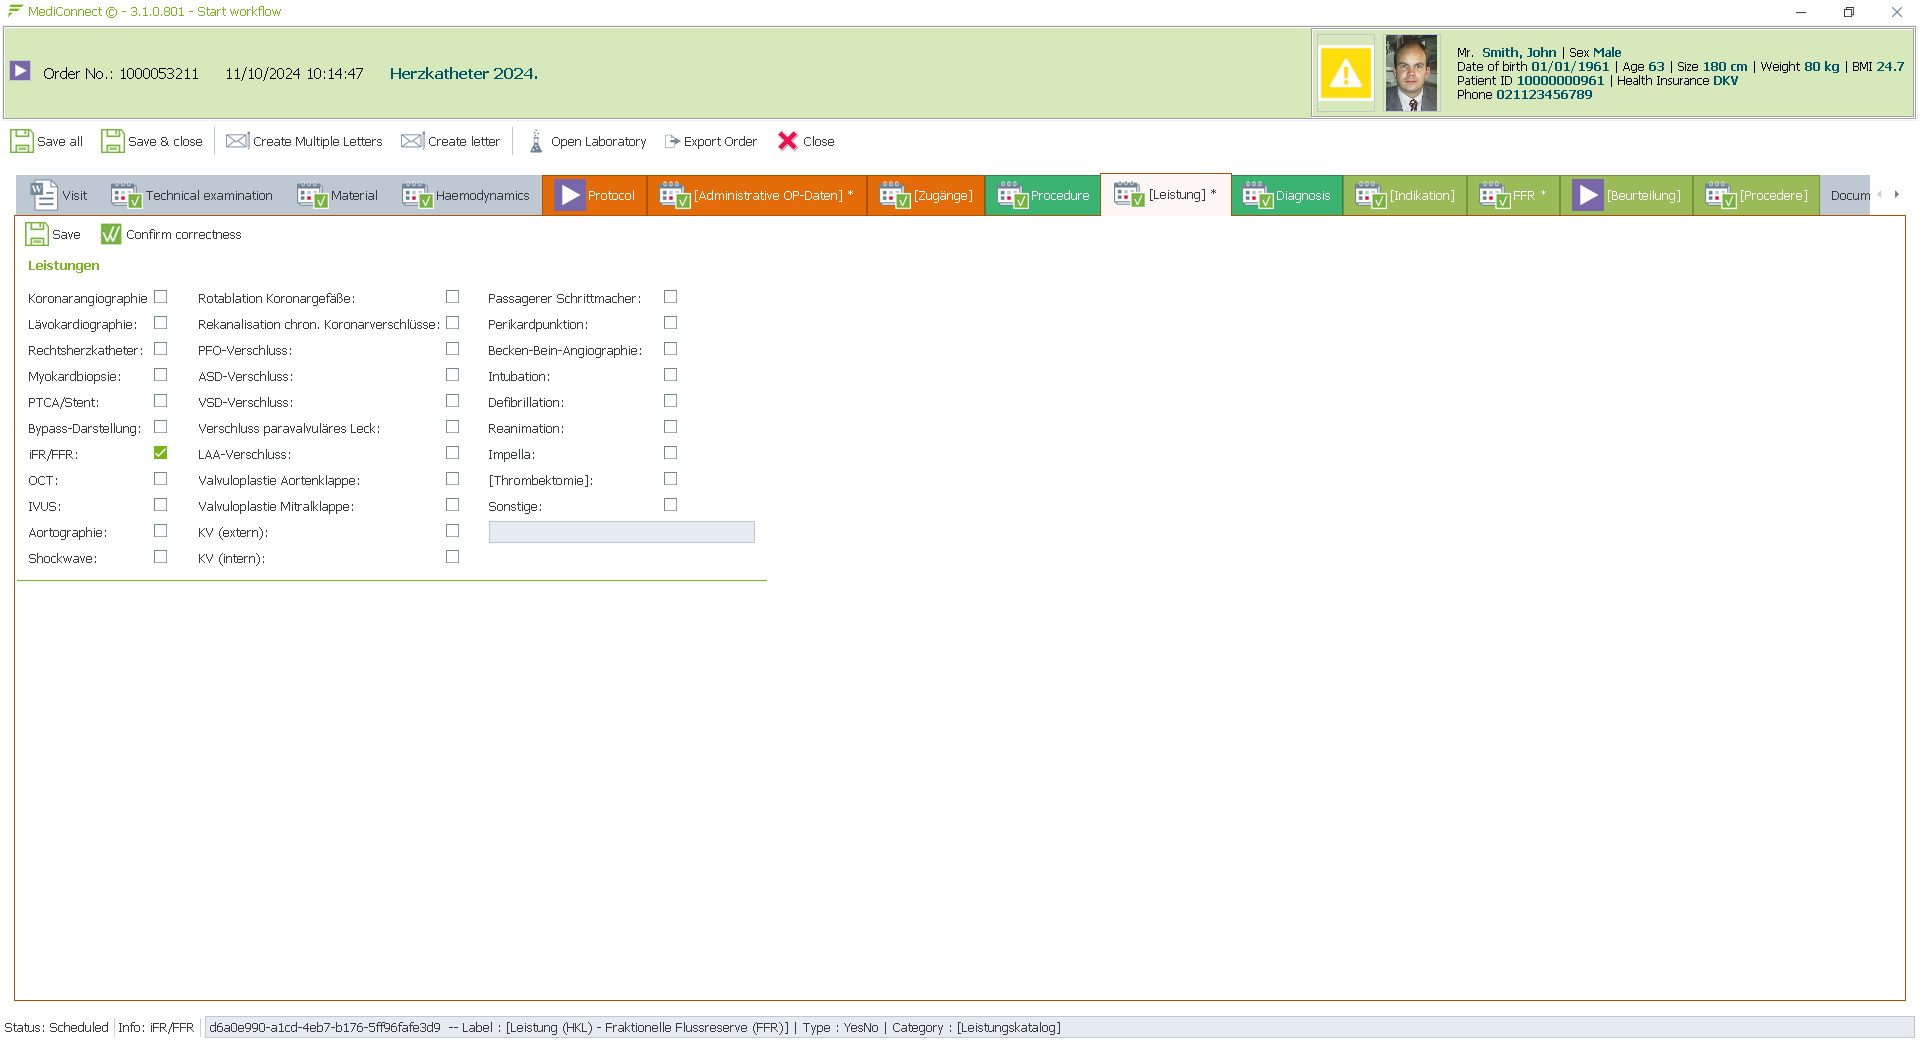 MediConnect © - 3.1.0.801 - Start workflow
Order No.: 1000053211 11/10/2024 10:14:47 Herzkatheter 2024.
Mr. Smith, John | Sex Male
Date of birth 01/01/1961 | Age 63 | Size 180 cm | Weight 80 kg | BMI 24.7
Patient ID 10000000961 | Health Insurance DKV
Phone 021123456789
Save all Save & close Create Multiple Letters Create letter Open Laboratory Export Order Close
Visit Technical examination Material Haemodynamics Protocol [Administrative OP-Daten] * [Zugänge] Procedure [Leistung] * Diagnosis [Indikation] FFR * [Beurteilung] [Procedere] Docum
Save Confirm correctness
Leistungen
Koronarangiographie Rotablation Koronargefäße: Passagerer Schrittmacher:
Lävokardiographie: Rekanalisation chron. Koronarverschlüsse: Perikardpunktion:
Rechtsherzkatheter: PFO-Verschluss: Becken-Bein-Angiographie:
Myokardbiopsie: ASD-Verschluss: Intubation:
PTCA/Stent: VSD-Verschluss: Defibrillation:
Bypass-Darstellung: Verschluss paravalvuläres Leck: Reanimation:
iFR/FFR: LAA-Verschluss: Impella:
OCT: Valvuloplastie Aortenklappe: [Thrombektomie]:
IVUS: Valvuloplastie Mitralklappe: Sonstige:
Aortographie: KV (extern):
Shockwave: KV (intern):
Status: Scheduled Info: iFR/FFR d6a0e990-a1cd-4eb7-b176-5ff96fafe3d9 -- Label : [Leistung (HKL) - Fraktionelle Flussreserve (FFR)] | Type : YesNo | Category : [Leistungskatalog]